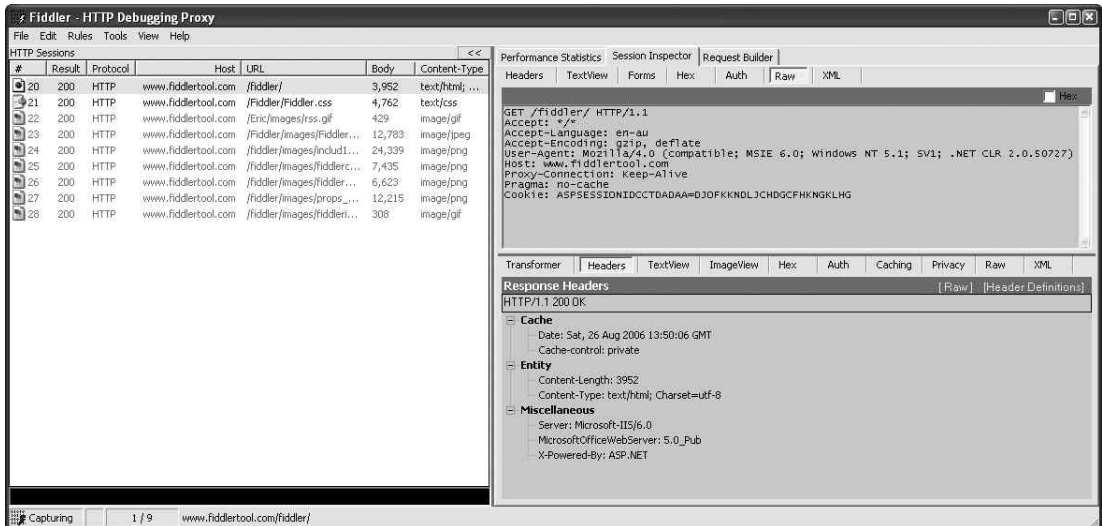 Fiddler - HTTP Debugging Proxy
File Edit Rules Tools View Help
HTTP Sessions <<
# Result Protocol Host URL Body Content-Type
20 200 HTTP www.fiddlertool.com /fiddler/ 3,952 text/html; ...
21 200 HTTP www.fiddlertool.com /Fiddler/Fiddler.css 4,762 text/css
22 200 HTTP www.fiddlertool.com /Eric/images/rss.gif 429 image/gif
23 200 HTTP www.fiddlertool.com /Fiddler/images/Fiddler... 12,783 image/jpeg
24 200 HTTP www.fiddlertool.com /fiddler/images/includ1... 24,339 image/png
25 200 HTTP www.fiddlertool.com /fiddler/images/fiddlerc... 7,435 image/png
26 200 HTTP www.fiddlertool.com /fiddler/images/fiddler... 6,623 image/png
27 200 HTTP www.fiddlertool.com /fiddler/images/props_... 12,215 image/png
28 200 HTTP www.fiddlertool.com /fiddler/images/fiddleri... 308 image/gif
Performance Statistics Session Inspector Request Builder
Headers TextView Forms Hex Auth Raw XML
Hex
GET /fiddler/ HTTP/1.1
Accept: */*
Accept-Language: en-au
Accept-Encoding: gzip, deflate
User-Agent: Mozilla/4.0 (compatible; MSIE 6.0; Windows NT 5.1; SV1; .NET CLR 2.0.50727)
Host: www.fiddlertool.com
Proxy-Connection: Keep-Alive
Pragma: no-cache
Cookie: ASPSESSIONIDCCTDADAA=DJOFKKNDLJCHDGCFHKNGKLHG
Transformer Headers TextView ImageView Hex Auth Caching Privacy Raw XML
Response Headers [Raw] [Header Definitions]
HTTP/1.1 200 OK
Cache
Date: Sat, 26 Aug 2006 13:50:06 GMT
Cache-control: private
Entity
Content-Length: 3952
Content-Type: text/html; Charset=utf-8
Miscellaneous
Server: Microsoft-IIS/6.0
MicrosoftOfficeWebServer: 5.0_Pub
X-Powered-By: ASP.NET
Capturing 1 / 9 www.fiddlertool.com/fiddler/